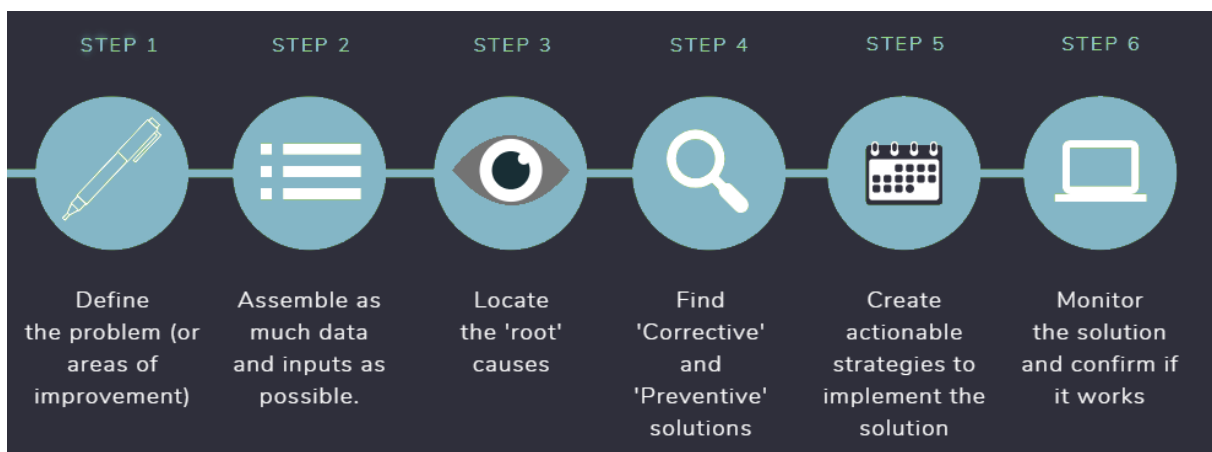 STEP 1
Define
the problem (or
areas of
improvement)
STEP 2
Assemble as
much data
and inputs as
possible.
STEP 3
Locate
the 'root'
causes
STEP 4
Find
'Corrective'
and
'Preventive'
solutions
STEP 5
Create
actionable
strategies to
implement the
solution
STEP 6
Monitor
the solution
and confirm if
it works